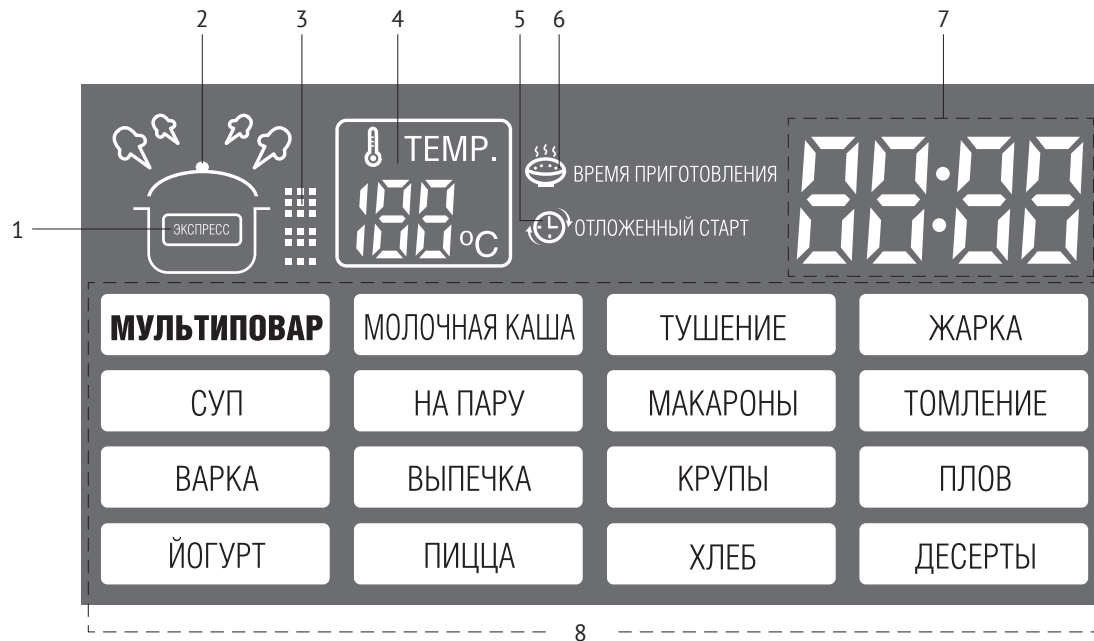 2 3 4 5 6 7
TEMP.
ВРЕМЯ ПРИГОТОВЛЕНИЯ
88:88
1 ЭКСПРЕСС
188 °C
ОТЛОЖЕННЫЙ СТАРТ
МУЛЬТИПОВАР МОЛОЧНАЯ КАША ТУШЕНИЕ ЖАРКА
СУП НА ПАРУ МАКАРОНЫ ТОМЛЕНИЕ
ВАРКА ВЫПЕЧКА КРУПЫ ПЛОВ
ЙОГУРТ ПИЦЦА ХЛЕБ ДЕСЕРТЫ
8